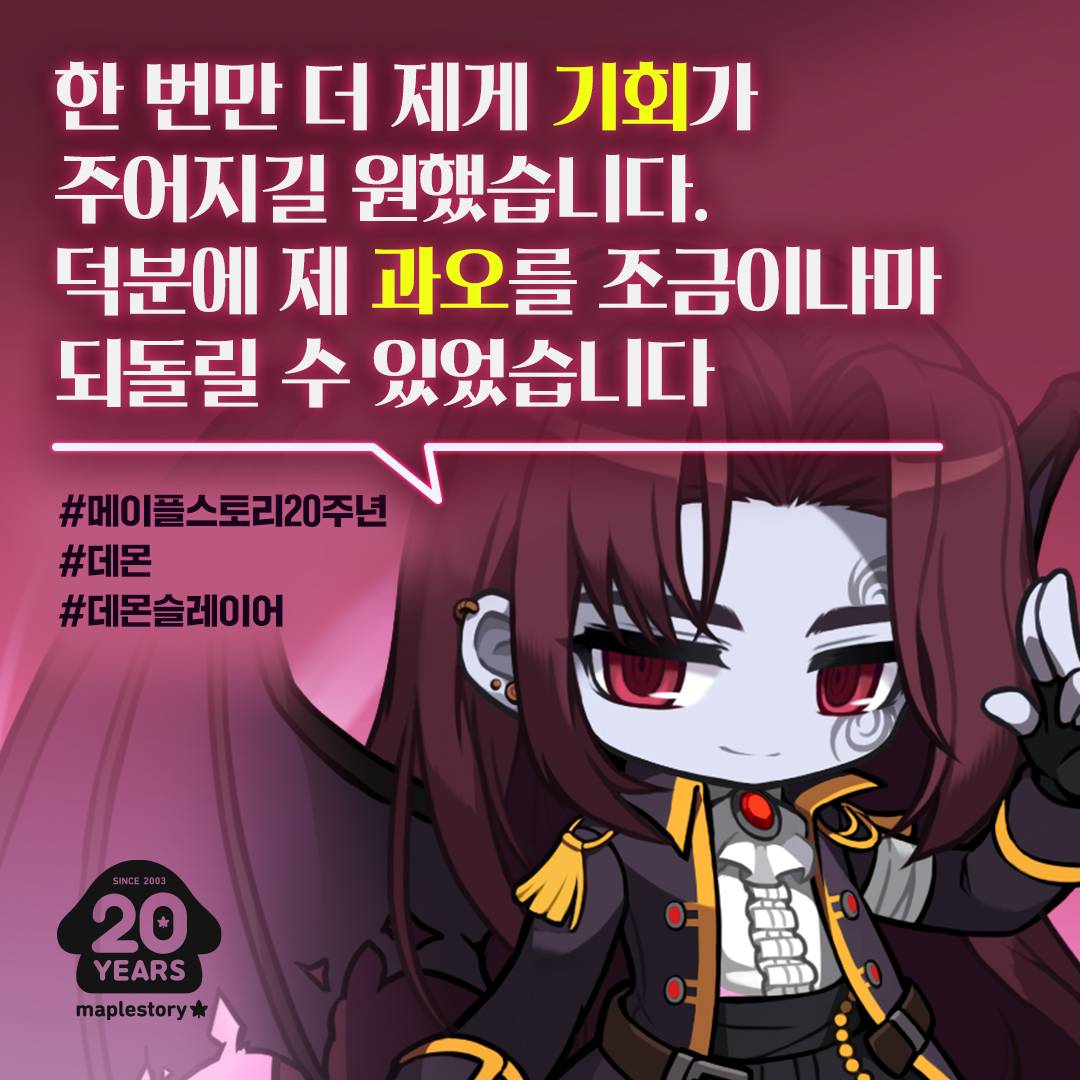 한 번만 더 제게 기회가
주어지길 원했습니다.
덕분에 제 과오를 조금이나마
되돌릴 수 있었습니다
#메이플스토리20주년
#데몬
#데몬슬레이어
SINCE 2003
20
YEARS
maplestory